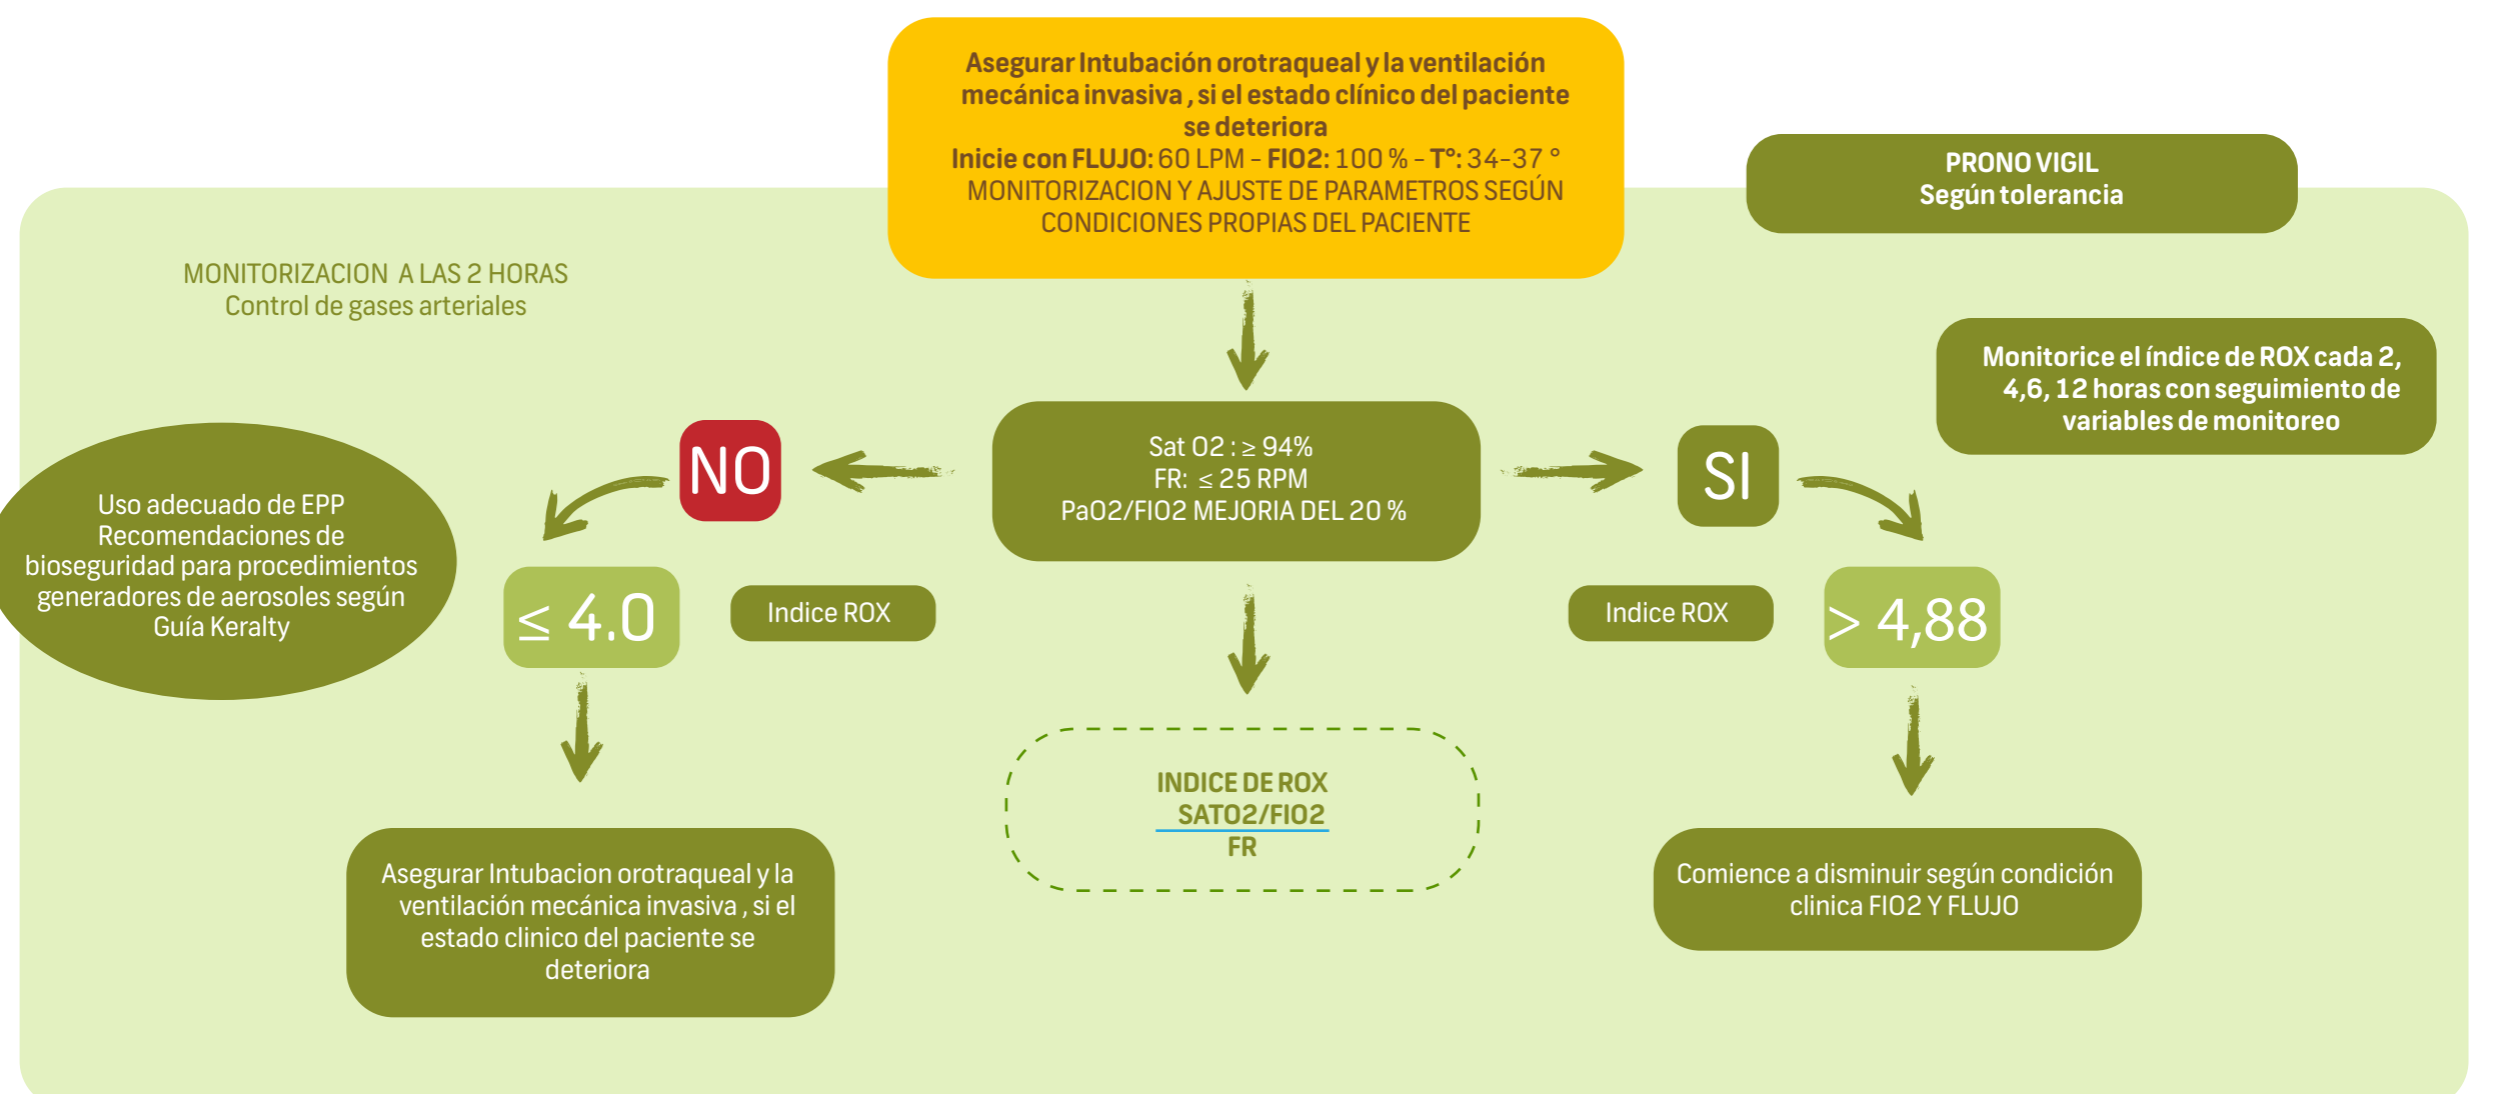 Asegurar Intubación orotraqueal y la ventilación
mecánica invasiva , si el estado clínico del paciente
se deteriora
Inicie con FLUJO: 60 LPM - FIO2: 100 % - T°: 34-37 °
MONITORIZACION Y AJUSTE DE PARAMETROS SEGÚN
CONDICIONES PROPIAS DEL PACIENTE
PRONO VIGIL
Según tolerancia
MONITORIZACION A LAS 2 HORAS
Control de gases arteriales
Monitorice el índice de ROX cada 2,
4,6, 12 horas con seguimiento de
variables de monitoreo
NO
Sat O2 : ≥ 94%
FR: ≤ 25 RPM
PaO2/FIO2 MEJORIA DEL 20 %
SI
Uso adecuado de EPP
Recomendaciones de
bioseguridad para procedimientos
generadores de aerosoles según
Guía Keralty
≤ 4.0
Indice ROX
Indice ROX
> 4,88
INDICE DE ROX
SATO2/FIO2
FR
Asegurar Intubacion orotraqueal y la
ventilación mecánica invasiva , si el
estado clinico del paciente se
deteriora
Comience a disminuir según condición
clinica FIO2 Y FLUJO